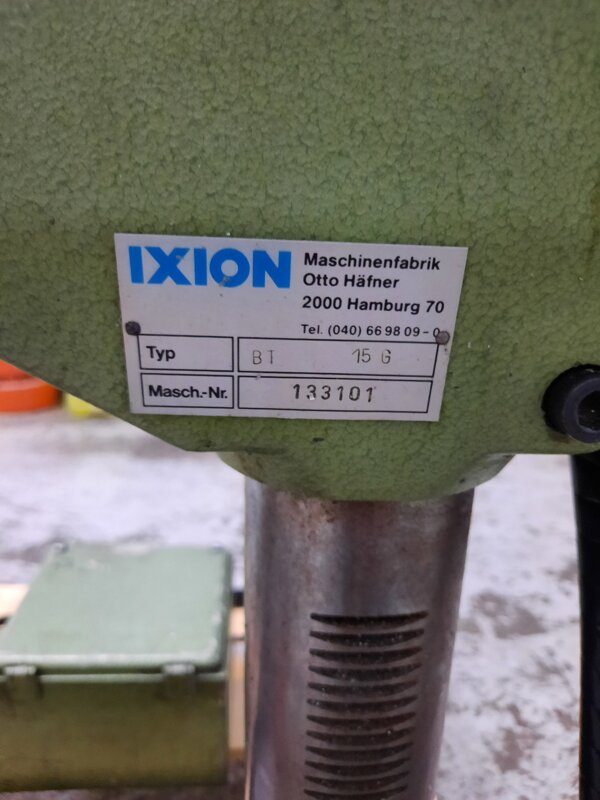 IXION
Maschinenfabrik
Otto Häfner
2000 Hamburg 70
Tel. (040) 66 98 09-0
Typ BT 15 G
Masch.-Nr. 133101